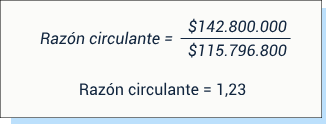 Razón circulante = $142.800.000
$115.796.800
Razón circulante = 1,23